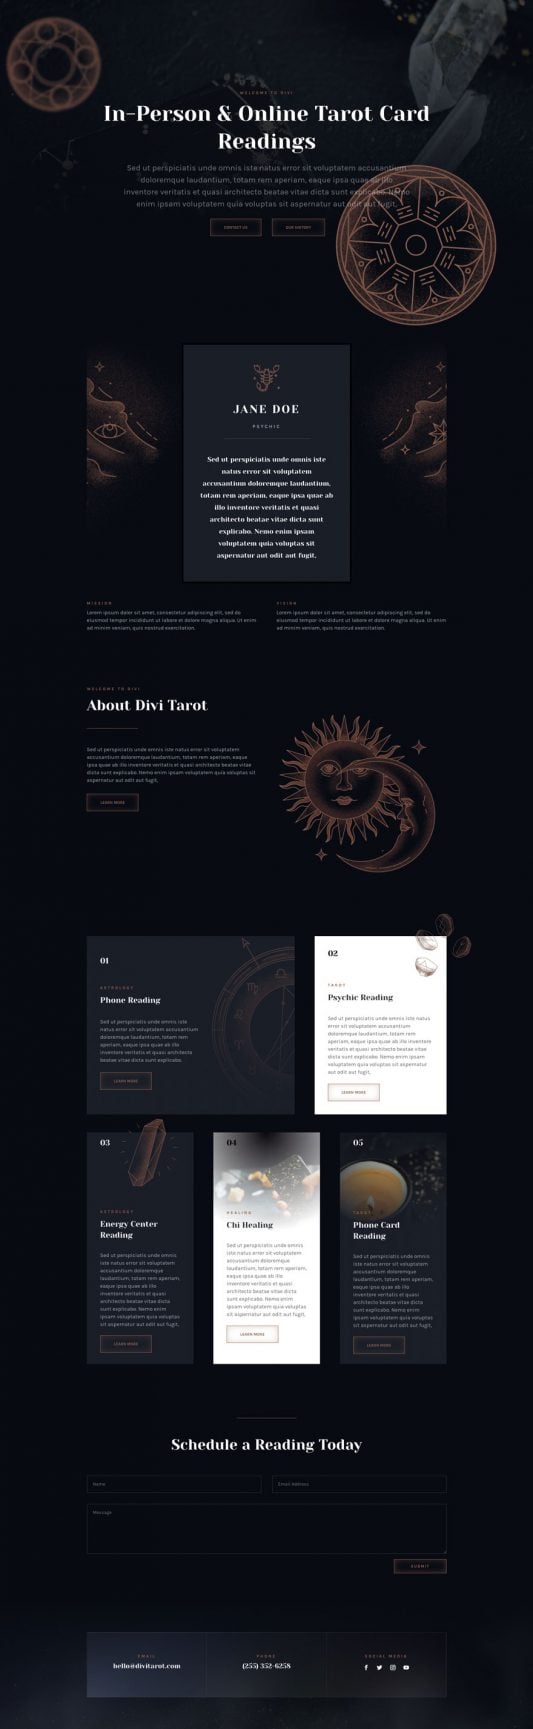 WELCOME TO DIVI
In-Person & Online Tarot Card
Readings
Sed ut perspiciatis unde omnis iste natus error sit voluptatem accusantium
doloremque laudantium, totam rem aperiam, eaque ipsa quae ab illo
inventore veritatis et quasi architecto beatae vitae dicta sunt explicabo. Nemo
enim ipsam voluptatem quia voluptas sit aspernatur aut odit aut fugit,
CONTACT US
OUR HISTORY
JANE DOE
PSYCHIC
Sed ut perspiciatis unde omnis iste
natus error sit voluptatem
accusantium doloremque laudantium,
totam rem aperiam, eaque ipsa quae ab
illo inventore veritatis et quasi
architecto beatae vitae dicta sunt
explicabo. Nemo enim ipsam
voluptatem quia voluptas sit
aspernatur aut odit aut fugit,
MISSION
Lorem ipsum dolor sit amet, consectetur adipiscing elit, sed do
eiusmod tempor incididunt ut labore et dolore magna aliqua. Ut enim
ad minim veniam, quis nostrud exercitation.
VISION
Lorem ipsum dolor sit amet, consectetur adipiscing elit, sed do
eiusmod tempor incididunt ut labore et dolore magna aliqua. Ut enim
ad minim veniam, quis nostrud exercitation.
WELCOME TO DIVI
About Divi Tarot
Sed ut perspiciatis unde omnis iste natus error sit voluptatem
accusantium doloremque laudantium, totam rem aperiam, eaque
ipsa quae ab illo inventore veritatis et quasi architecto beatae vitae
dicta sunt explicabo. Nemo enim ipsam voluptatem quia voluptas sit
aspernatur aut odit aut fugit,
LEARN MORE
01
ASTROLOGY
Phone Reading
Sed ut perspiciatis unde omnis iste
natus error sit voluptatem accusantium
doloremque laudantium, totam rem
aperiam, eaque ipsa quae ab illo
inventore veritatis et quasi architecto
beatae vitae dicta sunt explicabo.
LEARN MORE
02
TAROT
Psychic Reading
Sed ut perspiciatis unde omnis iste
natus error sit voluptatem accusantium
doloremque laudantium, totam rem
aperiam, eaque ipsa quae ab illo inventore
veritatis et quasi architecto beatae vitae
dicta sunt explicabo. Nemo enim ipsam
voluptatem quia voluptas sit aspernatur
aut odit aut fugit,
LEARN MORE
03
ASTROLOGY
Energy Center
Reading
Sed ut perspiciatis unde omnis
iste natus error sit voluptatem
accusantium doloremque
laudantium, totam rem aperiam,
eaque ipsa quae ab illo
inventore veritatis et quasi
architecto beatae vitae dicta
sunt explicabo. Nemo enim
ipsam voluptatem quia voluptas
sit aspernatur aut odit aut fugit,
LEARN MORE
04
HEALING
Chi Healing
Sed ut perspiciatis unde omnis
iste natus error sit voluptatem
accusantium doloremque
laudantium, totam rem aperiam,
eaque ipsa quae ab illo
inventore veritatis et quasi
architecto beatae vitae dicta
sunt explicabo. Nemo enim
ipsam voluptatem quia voluptas
sit aspernatur aut odit aut fugit,
LEARN MORE
05
TAROT
Phone Card
Reading
Sed ut perspiciatis unde omnis
iste natus error sit voluptatem
accusantium doloremque
laudantium, totam rem aperiam,
eaque ipsa quae ab illo
inventore veritatis et quasi
architecto beatae vitae dicta
sunt explicabo. Nemo enim
ipsam voluptatem quia voluptas
sit aspernatur aut odit aut fugit,
LEARN MORE
Schedule a Reading Today
Name
Email Address
Message
SUBMIT
EMAIL
hello@divitarot.com
PHONE
(255) 352-6258
SOCIAL MEDIA